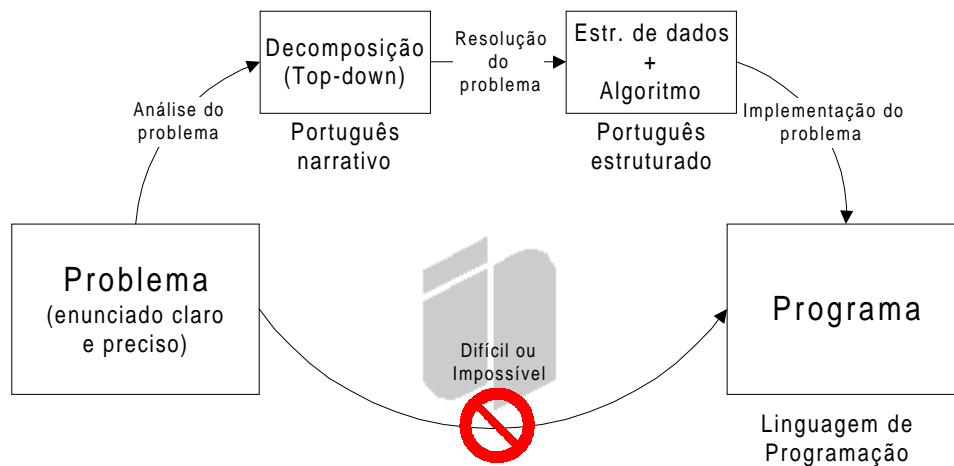 Decomposição
(Top-down)
Resolução
do
problema
Estr. de dados
+
Algoritmo
Análise do
problema
Português
narrativo
Português
estruturado
Implementação do
problema
Problema
(enunciado claro
e preciso)
Programa
Difícil ou
Impossível
Linguagem de
Programação